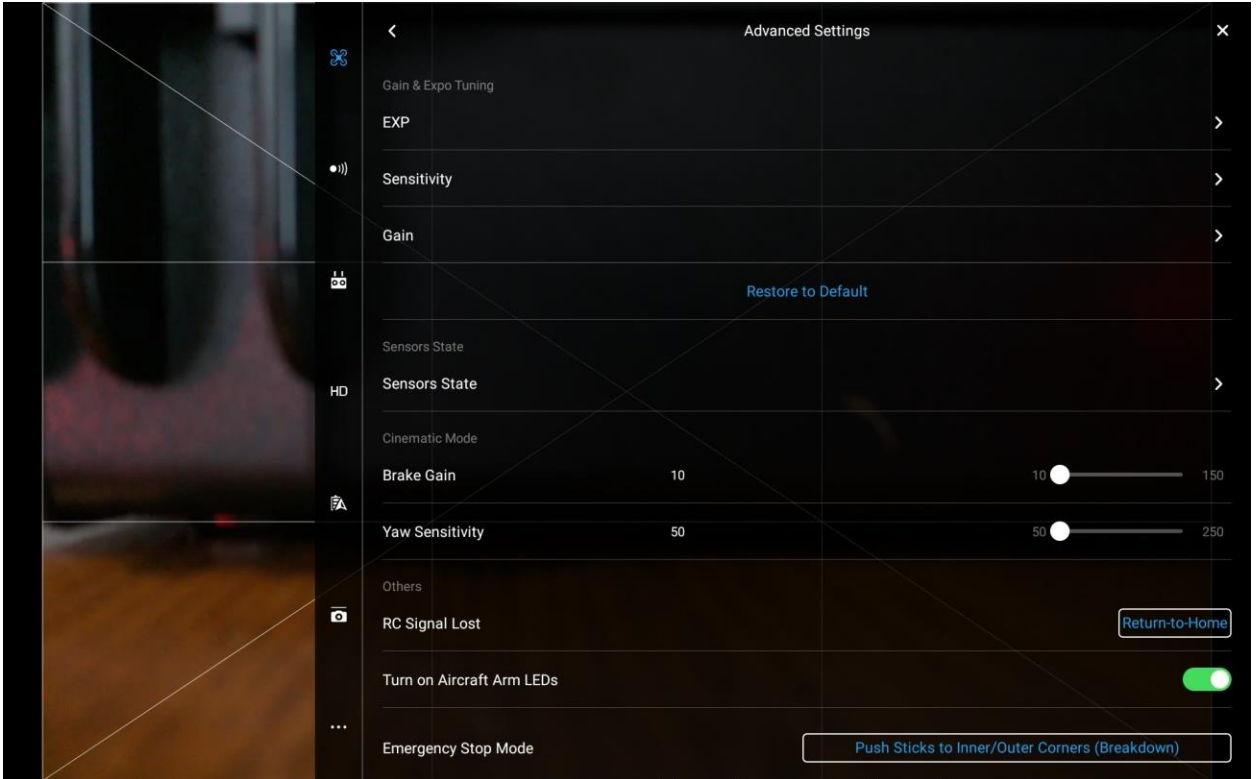 Advanced Settings
Gain & Expo Tuning
EXP
Sensitivity
Gain
Restore to Default
Sensors State
Sensors State
HD
Cinematic Mode
Brake Gain 10 10 150
Yaw Sensitivity 50 50 250
Others
RC Signal Lost Return-to-Home
Turn on Aircraft Arm LEDs
Emergency Stop Mode Push Sticks to Inner/Outer Corners (Breakdown)